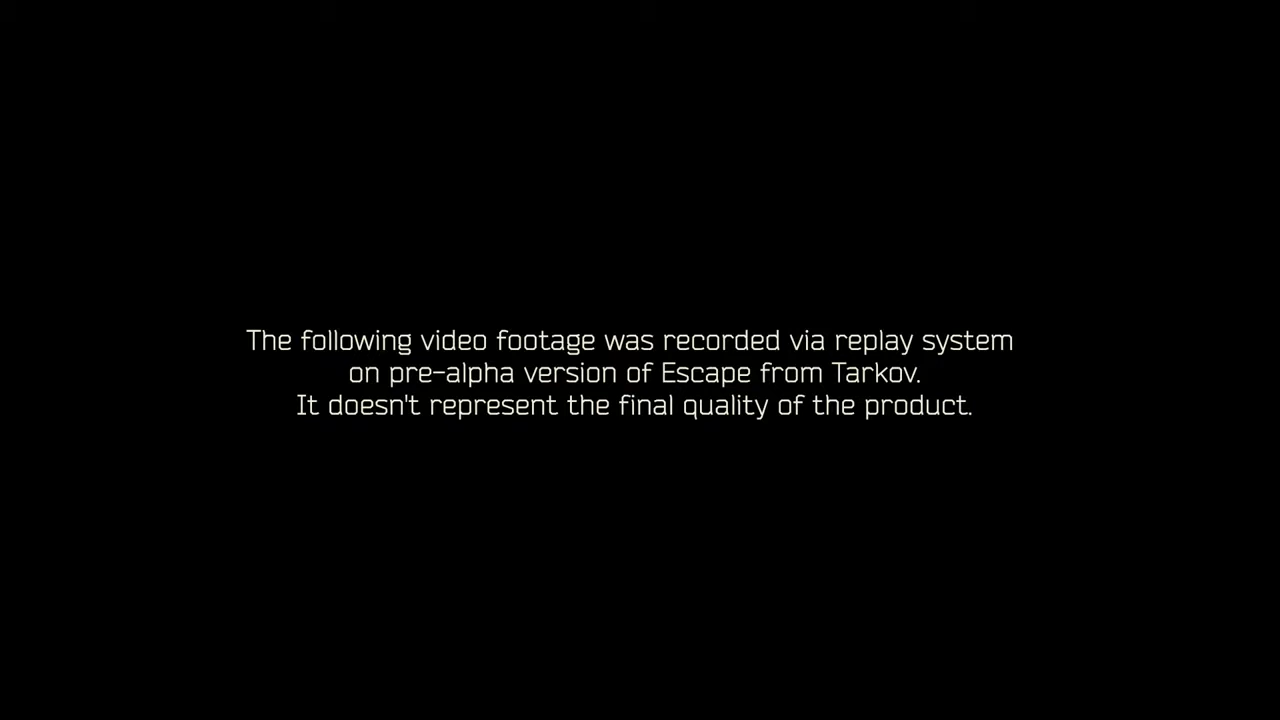 The following video footage was recorded via replay system
on pre-alpha version of Escape from Tarkov.
It doesn't represent the final quality of the product.